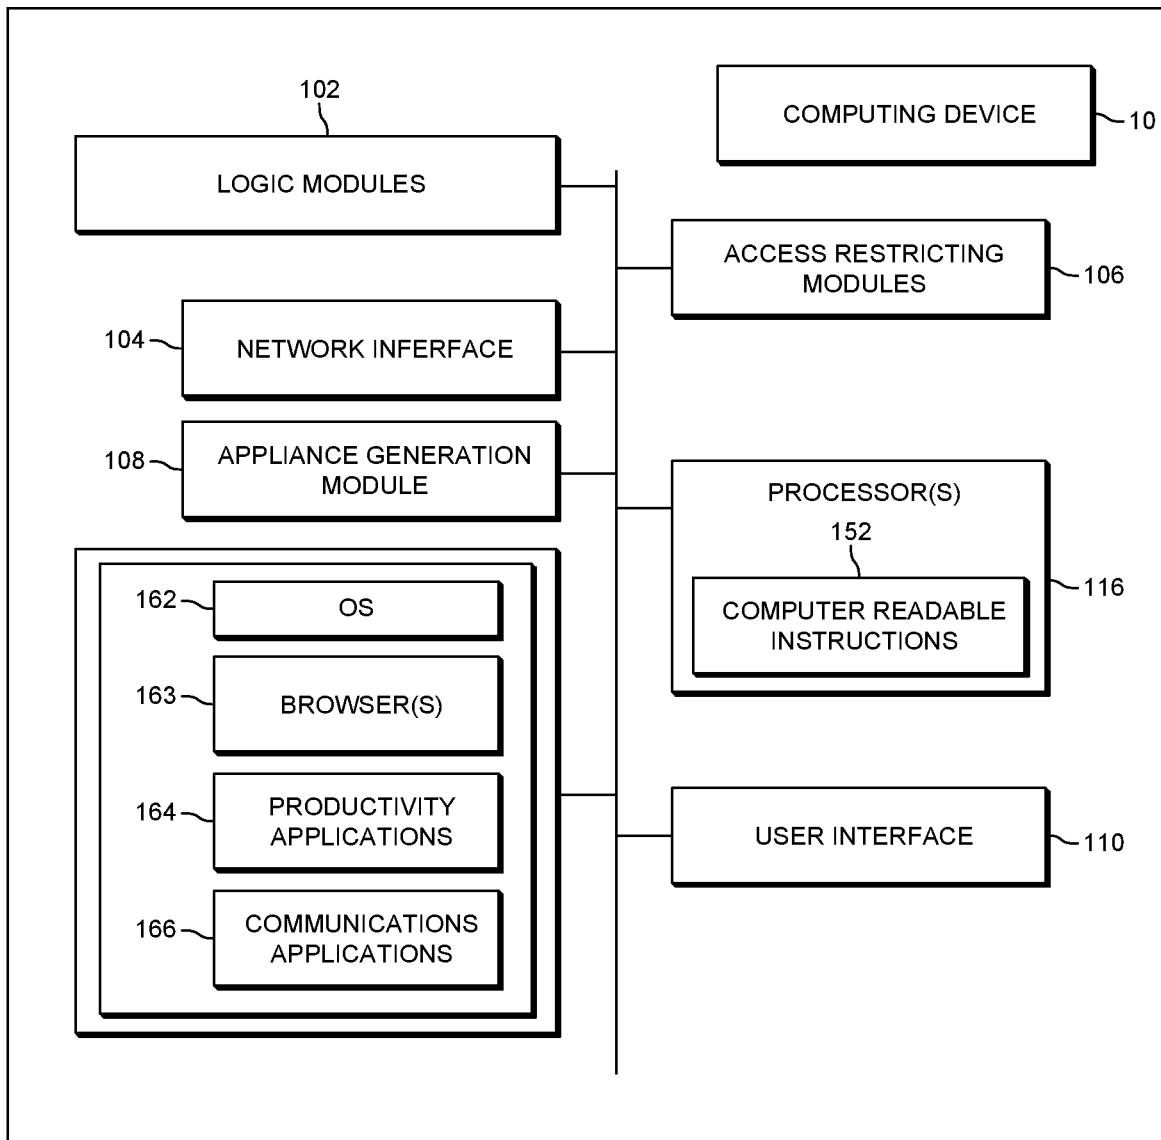 102
LOGIC MODULES
COMPUTING DEVICE
10
ACCESS RESTRICTING
MODULES
106
104
NETWORK INFERFACE
108
APPLIANCE GENERATION
MODULE
PROCESSOR(S)
152
COMPUTER READABLE
INSTRUCTIONS
116
162
OS
163
BROWSER(S)
164
PRODUCTIVITY
APPLICATIONS
166
COMMUNICATIONS
APPLICATIONS
USER INTERFACE
110